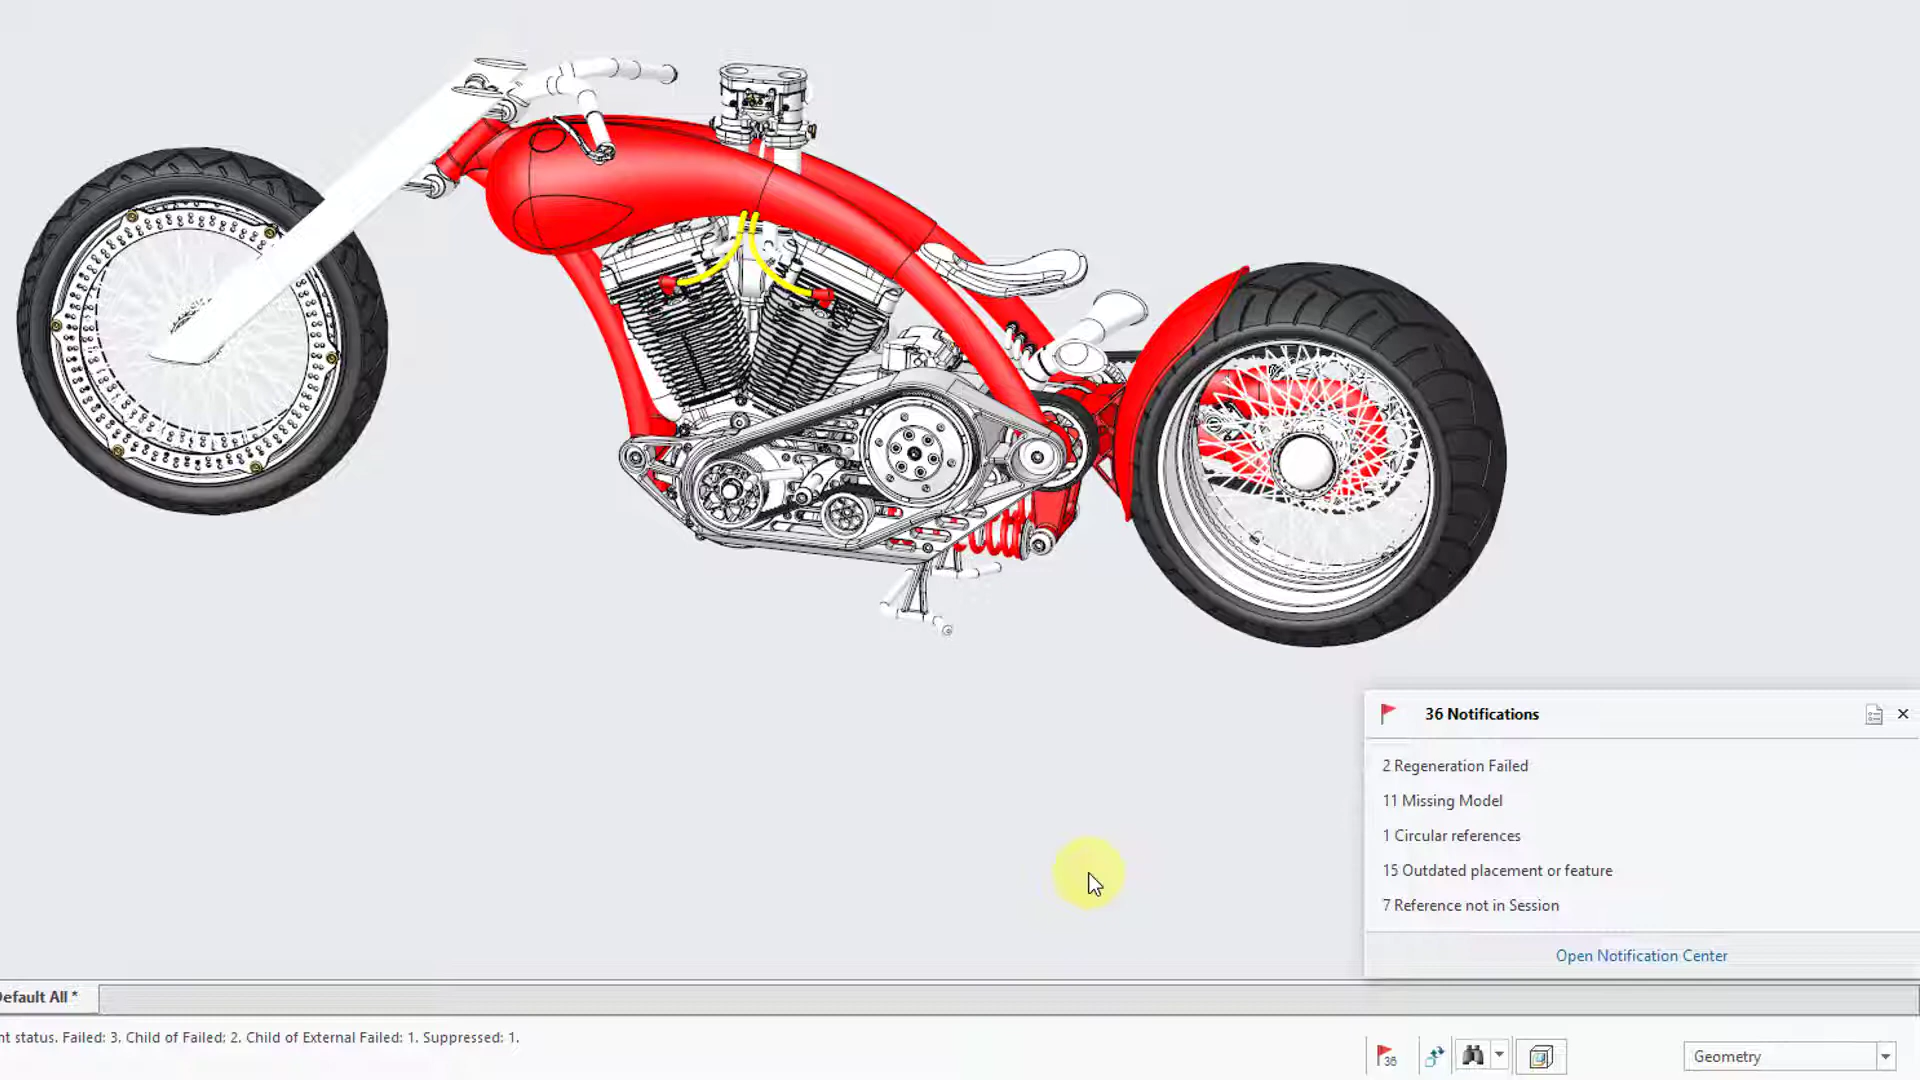 36 Notifications
2 Regeneration Failed
11 Missing Model
1 Circular references
15 Outdated placement or feature
7 Reference not in Session
Open Notification Center
Default All *
nt status. Failed: 3. Child of Failed: 2. Child of External Failed: 1. Suppressed: 1.
36
Geometry